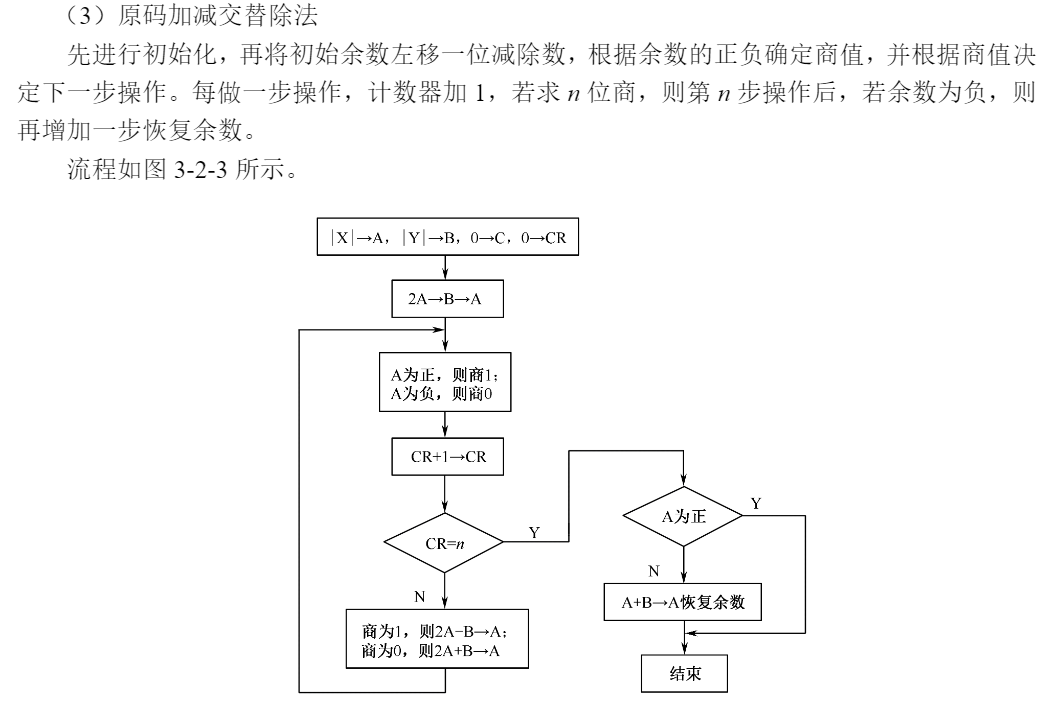 （3）原码加减交替除法
先进行初始化，再将初始余数左移一位减除数，根据余数的正负确定商值，并根据商值决
定下一步操作。每做一步操作，计数器加 1，若求 n 位商，则第 n 步操作后，若余数为负，则
再增加一步恢复余数。
流程如图 3-2-3 所示。
|X|→A，|Y|→B，0→C，0→CR
2A→B→A
A为正，则商1；
A为负，则商0
CR+1→CR
CR=n
Y
N
商为1，则2A−B→A；
商为0，则2A+B→A
A为正
Y
N
A+B→A恢复余数
结束